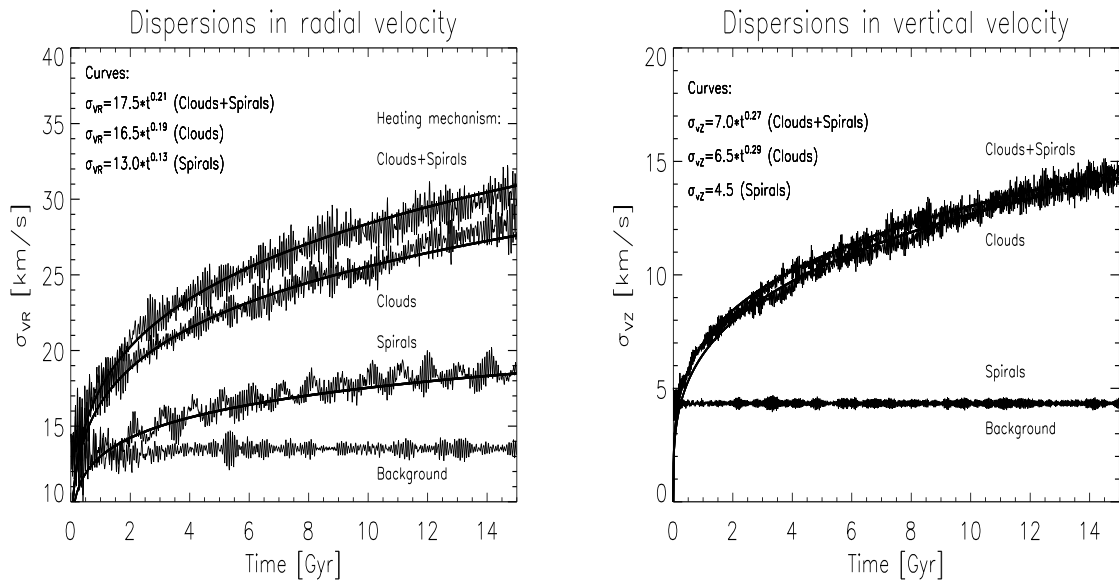 Dispersions in radial velocity
40
35
30
25
20
15
10
σVR [km/s]
Curves:
σVR=17.5*t^0.21 (Clouds+Spirals)
σVR=16.5*t^0.19 (Clouds)
σVR=13.0*t^0.13 (Spirals)
Heating mechanism:
Clouds+Spirals
Clouds
Spirals
Background
0 2 4 6 8 10 12 14
Time [Gyr]
Dispersions in vertical velocity
20
15
10
5
0
σVZ [km/s]
Curves:
σvZ=7.0*t^0.27 (Clouds+Spirals)
σvZ=6.5*t^0.29 (Clouds)
σvZ=4.5 (Spirals)
Clouds+Spirals
Clouds
Spirals
Background
0 2 4 6 8 10 12 14
Time [Gyr]